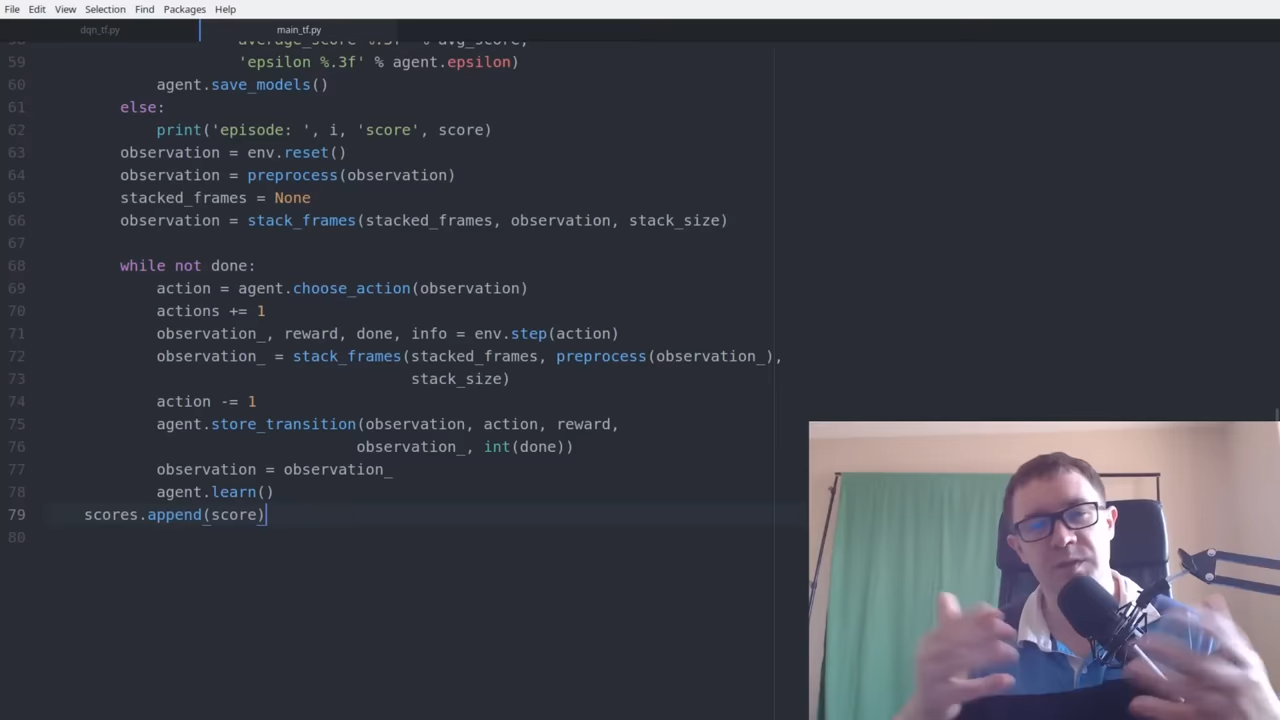 File Edit View Selection Find Packages Help
dqn_tf.py main_tf.py
59 'epsilon %.3f' % agent.epsilon)
60 agent.save_models()
61 else:
62 print('episode: ', i, 'score', score)
63 observation = env.reset()
64 observation = preprocess(observation)
65 stacked_frames = None
66 observation = stack_frames(stacked_frames, observation, stack_size)
67
68 while not done:
69 action = agent.choose_action(observation)
70 actions += 1
71 observation_, reward, done, info = env.step(action)
72 observation_ = stack_frames(stacked_frames, preprocess(observation_),
73 stack_size)
74 action -= 1
75 agent.store_transition(observation, action, reward,
76 observation_, int(done))
77 observation = observation_
78 agent.learn()
79 scores.append(score)
80